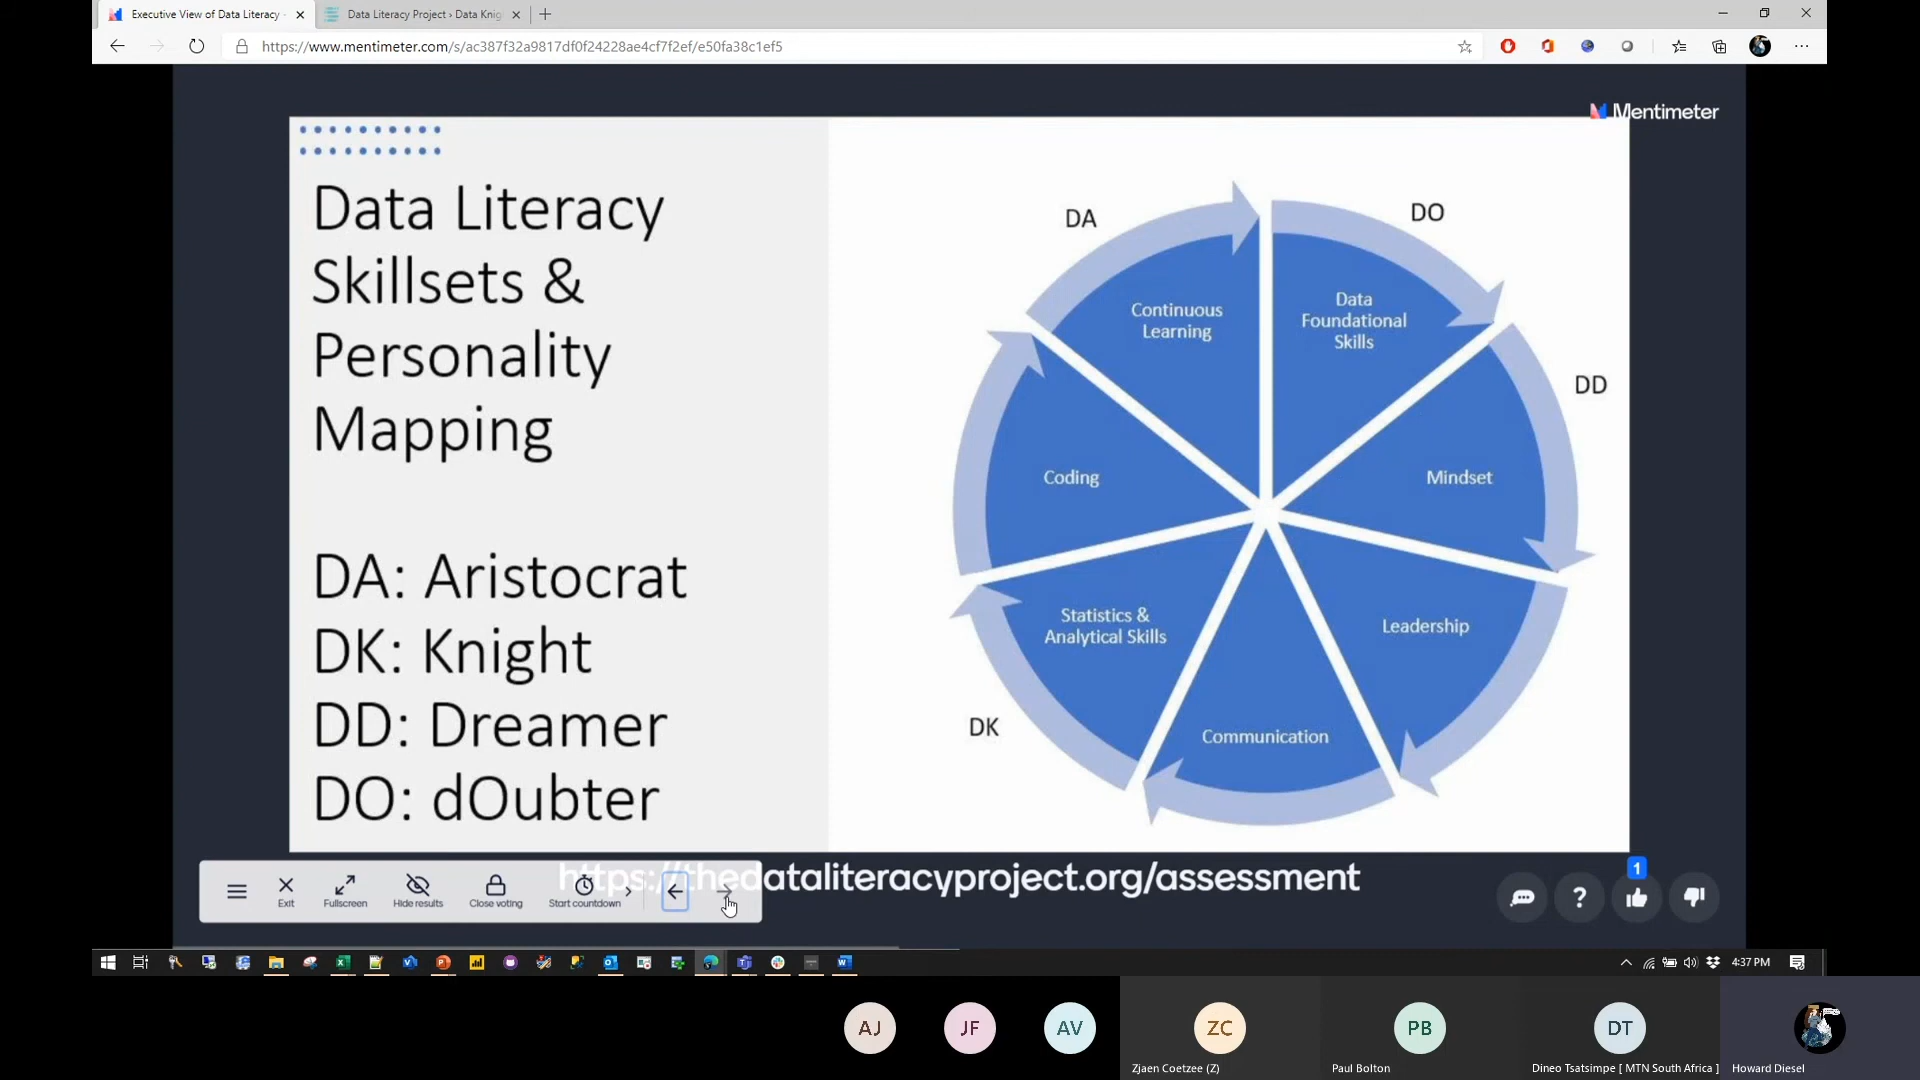 Executive View of Data Literacy -
Data Literacy Project › Data Knig
https://www.mentimeter.com/s/ac387f32a9817df0f24228ae4cf7f2ef/e50fa38c1ef5
Mentimeter
Data Literacy
Skillsets &
Personality
Mapping
DA: Aristocrat
DK: Knight
DD: Dreamer
DO: dOubter
DA
DO
DD
DK
Continuous
Learning
Data
Foundational
Skills
Coding
Mindset
Statistics &
Analytical Skills
Leadership
Communication
https://thedataliteracyproject.org/assessment
Exit
Fullscreen
Hide results
Close voting
Start countdown
1
?
4:37 PM
AJ
JF
AV
ZC
PB
DT
Zjaen Coetzee (Z)
Paul Bolton
Dineo Tsatsimpe [ MTN South Africa ]
Howard Diesel